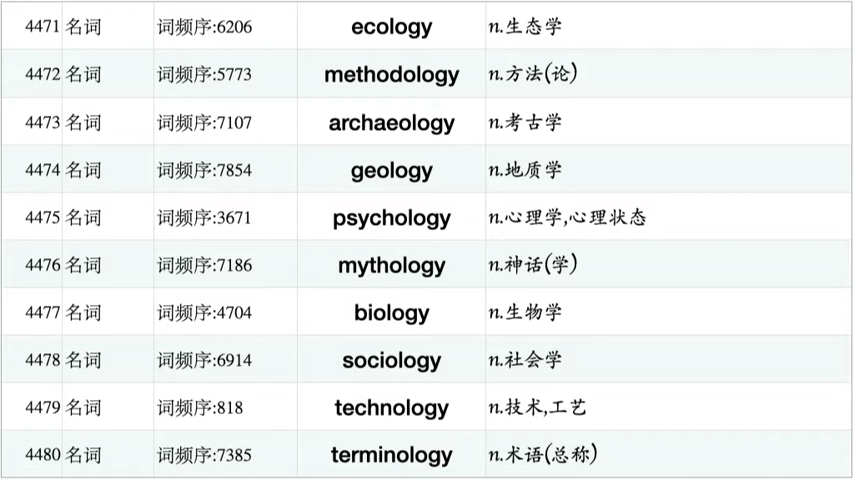 4471 名词 词频序:6206 ecology n.生态学
4472 名词 词频序:5773 methodology n.方法(论)
4473 名词 词频序:7107 archaeology n.考古学
4474 名词 词频序:7854 geology n.地质学
4475 名词 词频序:3671 psychology n.心理学,心理状态
4476 名词 词频序:7186 mythology n.神话(学)
4477 名词 词频序:4704 biology n.生物学
4478 名词 词频序:6914 sociology n.社会学
4479 名词 词频序:818 technology n.技术,工艺
4480 名词 词频序:7385 terminology n.术语(总称)